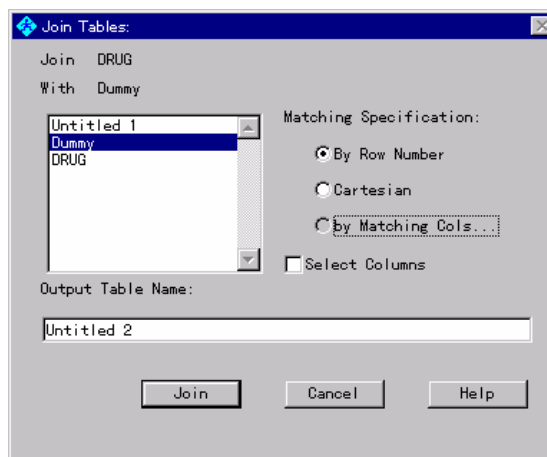 Join Tables:
Join DRUG
With Dummy
Untitled 1
Dummy
DRUG
Matching Specification:
By Row Number
Cartesian
by Matching Cols...
Select Columns
Output Table Name:
Untitled 2
Join
Cancel
Help